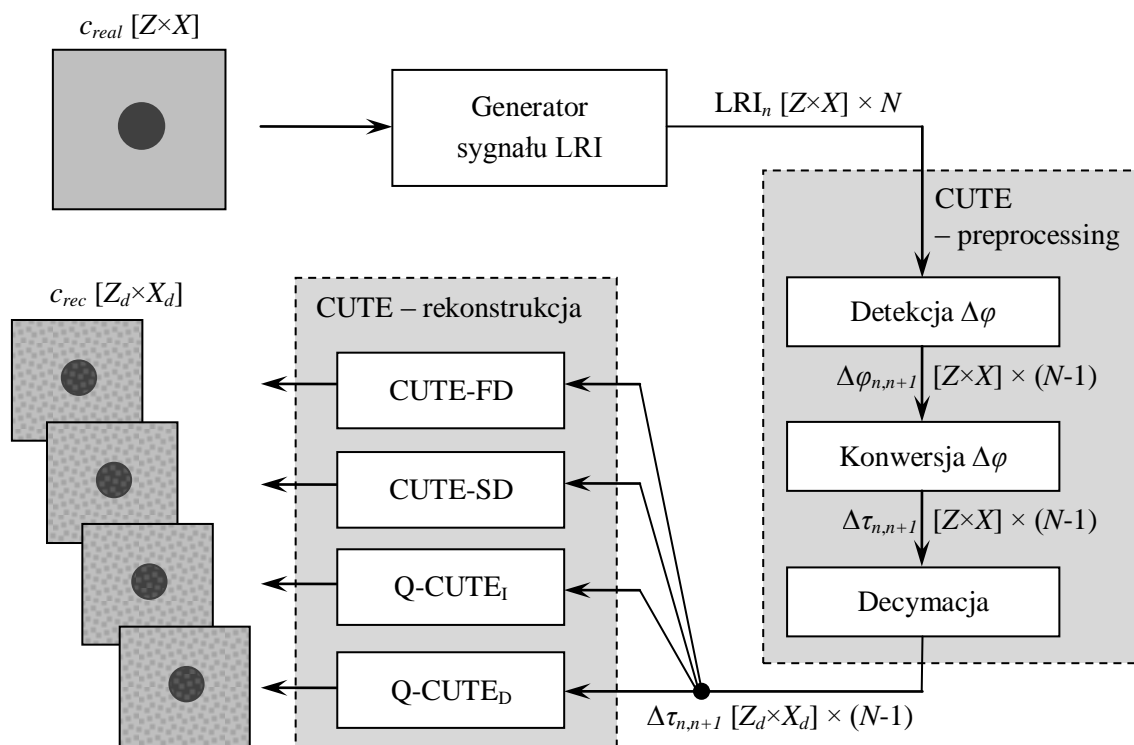 c_real [Z×X]
Generator
sygnału LRI
LRI_n [Z×X] × N
CUTE
– preprocessing
Detekcja Δφ
Δφ_n,n+1 [Z×X] × (N-1)
Konwersja Δφ
Δτ_n,n+1 [Z×X] × (N-1)
Decymacja
Δτ_n,n+1 [Z_d×X_d] × (N-1)
CUTE – rekonstrukcja
CUTE-FD
CUTE-SD
Q-CUTE_I
Q-CUTE_D
c_rec [Z_d×X_d]